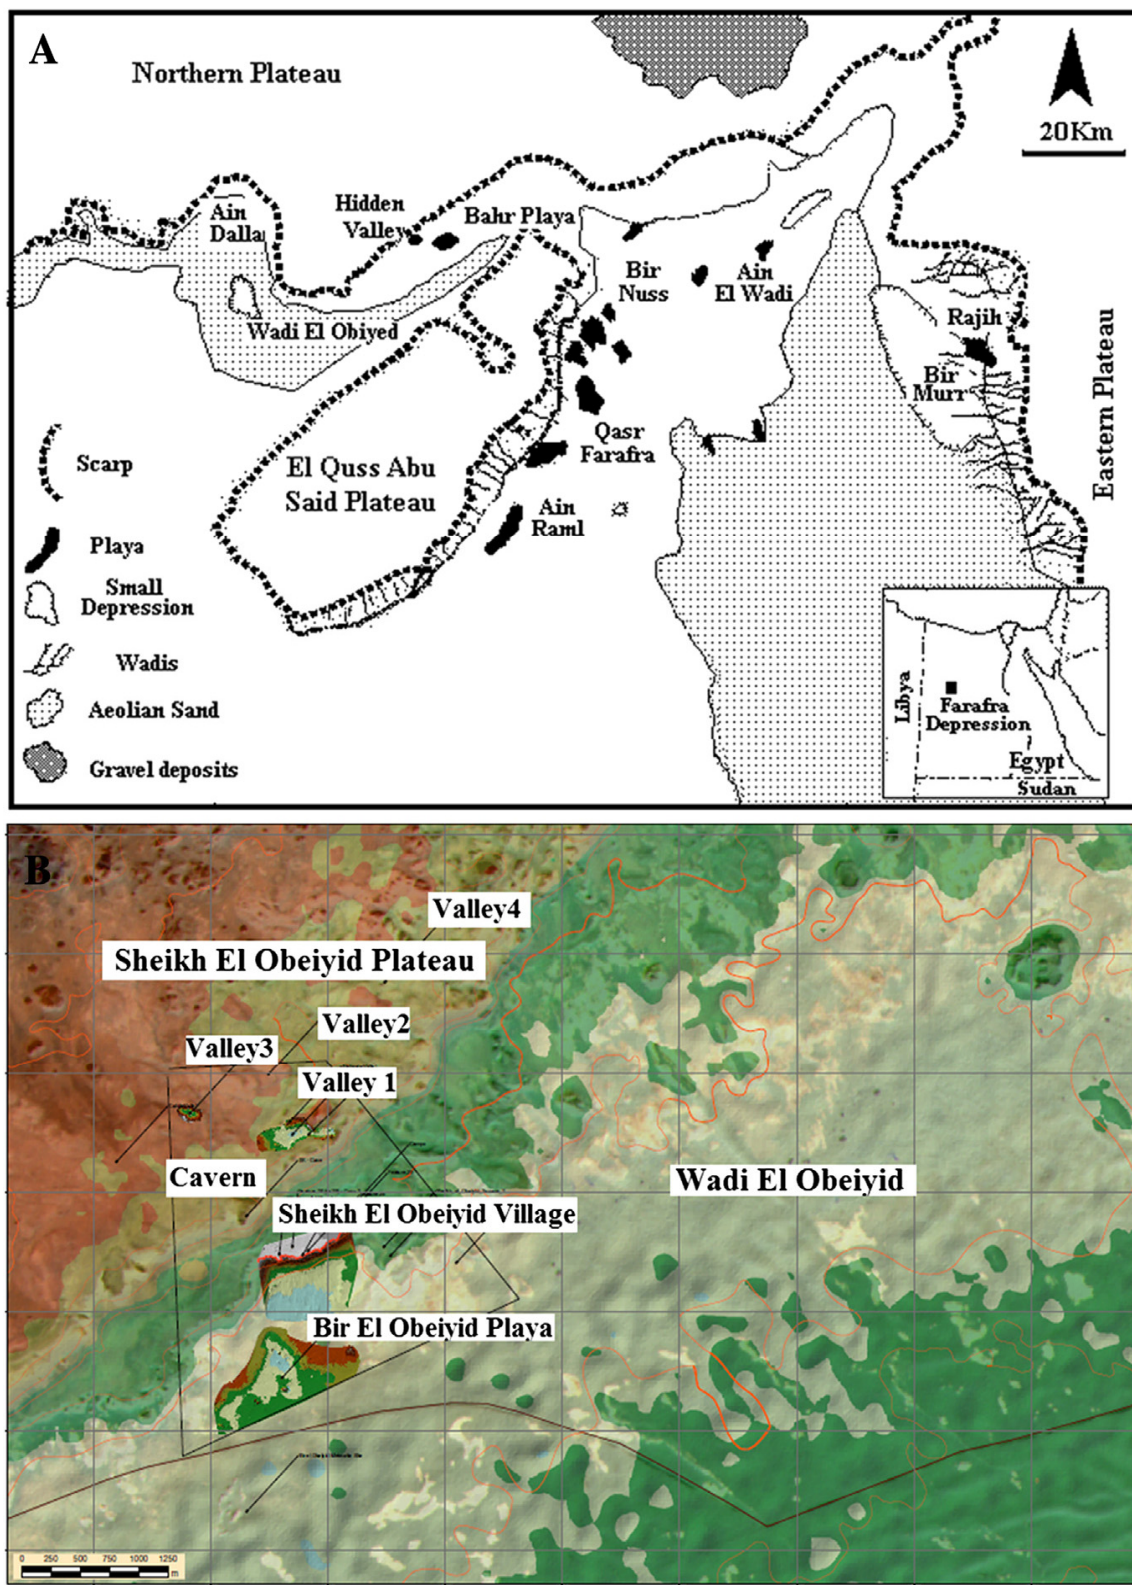 A
Northern Plateau
20Km
Hidden
Valley
Bahr Playa
Ain
Dalla
Bir
Nuss
Ain
El Wadi
Wadi El Obiyed
Rajih
Bir
Murr
Eastern Plateau
Qasr
Farafra
El Quss Abu
Said Plateau
Ain
Raml
Scarp
Playa
Small
Depression
Wadis
Aeolian Sand
Gravel deposits
Libya
Farafra
Depression
Egypt
Sudan
B
Valley4
Sheikh El Obeiyid Plateau
Valley2
Valley3
Valley 1
Cavern
Wadi El Obeiyid
Sheikh El Obeiyid Village
Bir El Obeiyid Playa
0 250 500 750 1000 1250
m